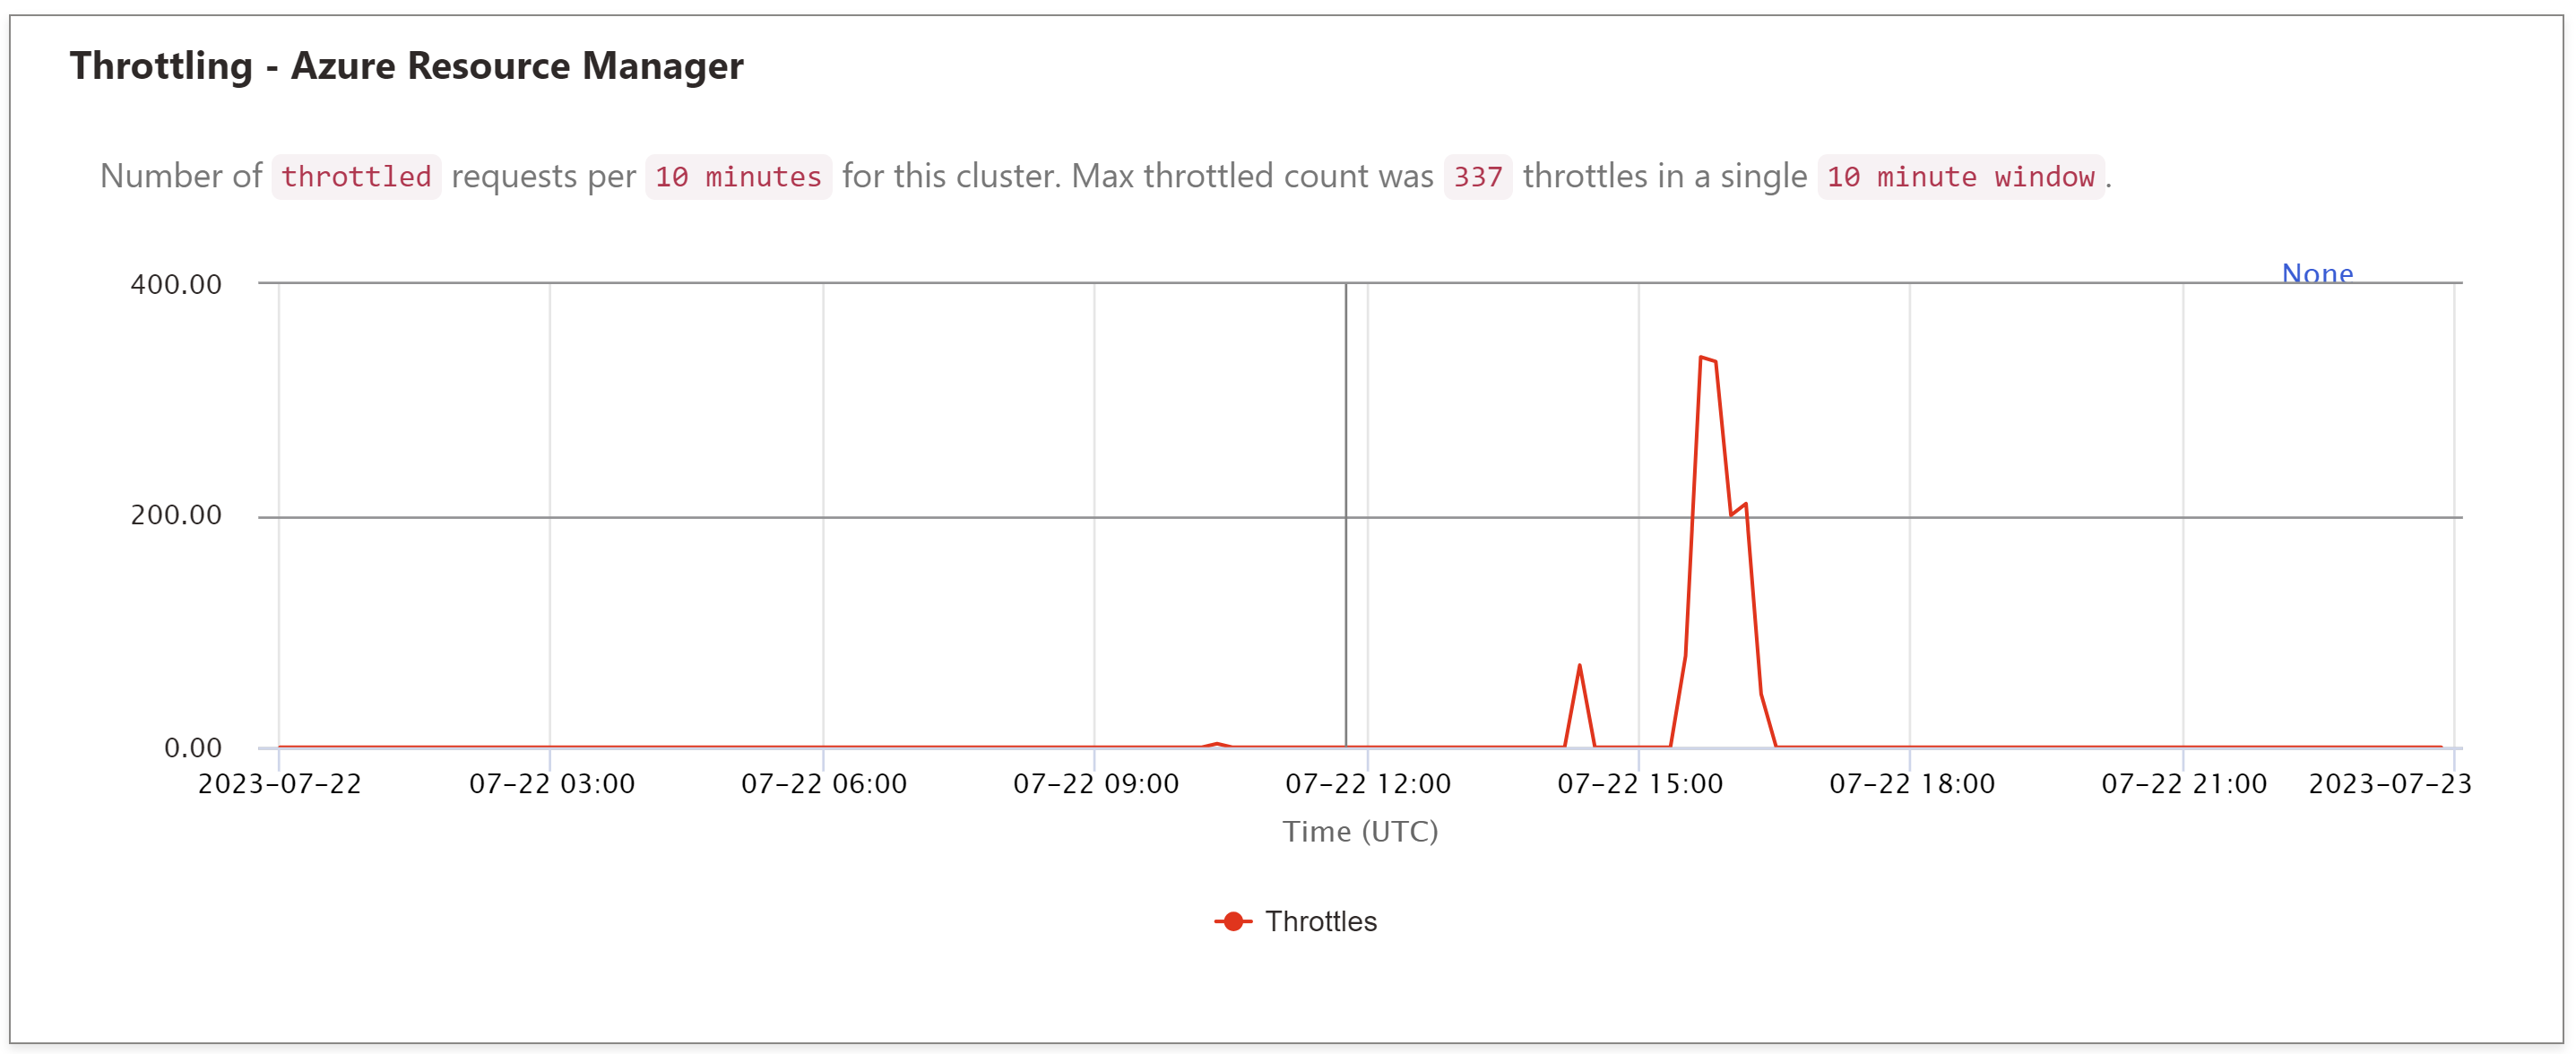 Throttling - Azure Resource Manager
Number of throttled requests per 10 minutes for this cluster. Max throttled count was 337 throttles in a single 10 minute window.
None
400.00
200.00
0.00
2023-07-22 07-22 03:00 07-22 06:00 07-22 09:00 07-22 12:00 07-22 15:00 07-22 18:00 07-22 21:00 2023-07-23
Time (UTC)
Throttles